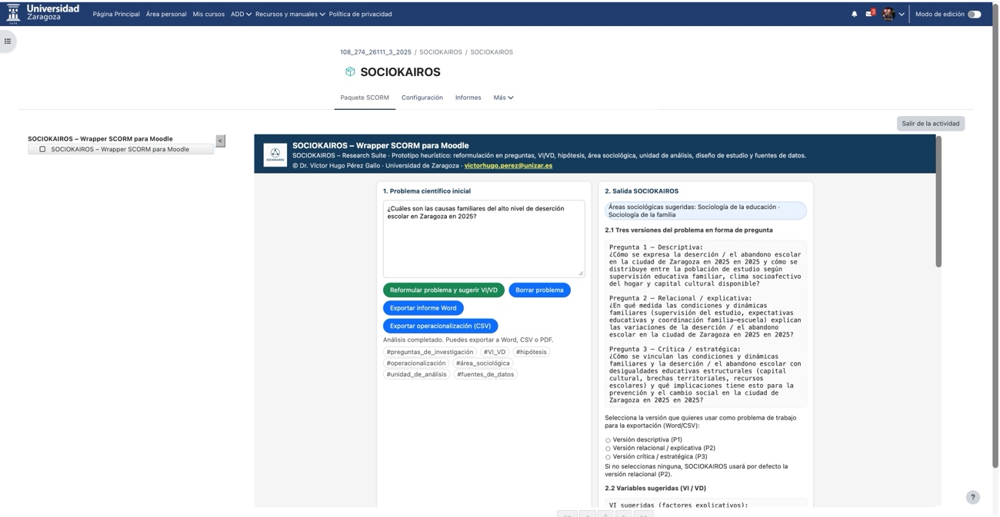 Universidad
Zaragoza
1474
Página Principal Área personal Mis cursos ADD Recursos y manuales Política de privacidad
3
Modo de edición
108_274_26111_3_2025 / SOCIOKAIROS / SOCIOKAIROS
SOCIOKAIROS
Paquete SCORM Configuración Informes Más
Salir de la actividad
SOCIOKAIROS – Wrapper SCORM para Moodle
<
SOCIOKAIROS – Wrapper SCORM para Moodle
SOCIOKAIROS
SOCIOKAIROS – Wrapper SCORM para Moodle
SOCIOKAIROS – Research Suite · Prototipo heurístico: reformulación en preguntas, VI/VD, hipótesis, área sociológica, unidad de análisis, diseño de estudio y fuentes de datos.
© Dr. Víctor Hugo Pérez Gallo · Universidad de Zaragoza · victorhugo.perez@unizar.es
1. Problema científico inicial
¿Cuáles son las causas familiares del alto nivel de deserción
escolar en Zaragoza en 2025?
Reformular problema y sugerir VI/VD Borrar problema
Exportar informe Word
Exportar operacionalización (CSV)
Análisis completado. Puedes exportar a Word, CSV o PDF.
#preguntas_de_investigación #VI_VD #hipótesis
#operacionalización #área_sociológica
#unidad_de_análisis #fuentes_de_datos
2. Salida SOCIOKAIROS
Áreas sociológicas sugeridas: Sociología de la educación ·
Sociología de la familia
2.1 Tres versiones del problema en forma de pregunta
Pregunta 1 – Descriptiva:
¿Cómo se expresa la deserción / el abandono escolar
en la ciudad de Zaragoza en 2025 en 2025 y cómo se
distribuye entre la población de estudio según
supervisión educativa familiar, clima socioafectivo
del hogar y capital cultural disponible?
Pregunta 2 – Relacional / explicativa:
¿En qué medida las condiciones y dinámicas
familiares (supervisión del estudio, expectativas
educativas y coordinación familia–escuela) explican
las variaciones de la deserción / el abandono
escolar en la ciudad de Zaragoza en 2025 en 2025?
Pregunta 3 – Crítica / estratégica:
¿Cómo se vinculan las condiciones y dinámicas
familiares y la deserción / el abandono escolar con
desigualdades educativas estructurales (capital
cultural, brechas territoriales, recursos
escolares) y qué implicaciones tiene esto para la
prevención y el cambio social en la ciudad de
Zaragoza en 2025 en 2025?
Selecciona la versión que quieres usar como problema de trabajo
para la exportación (Word/CSV):
Versión descriptiva (P1)
Versión relacional / explicativa (P2)
Versión crítica / estratégica (P3)
Si no seleccionas ninguna, SOCIOKAIROS usará por defecto la
versión relacional (P2).
2.2 Variables sugeridas (VI / VD)
VI sugeridas (factores explicativos):
?